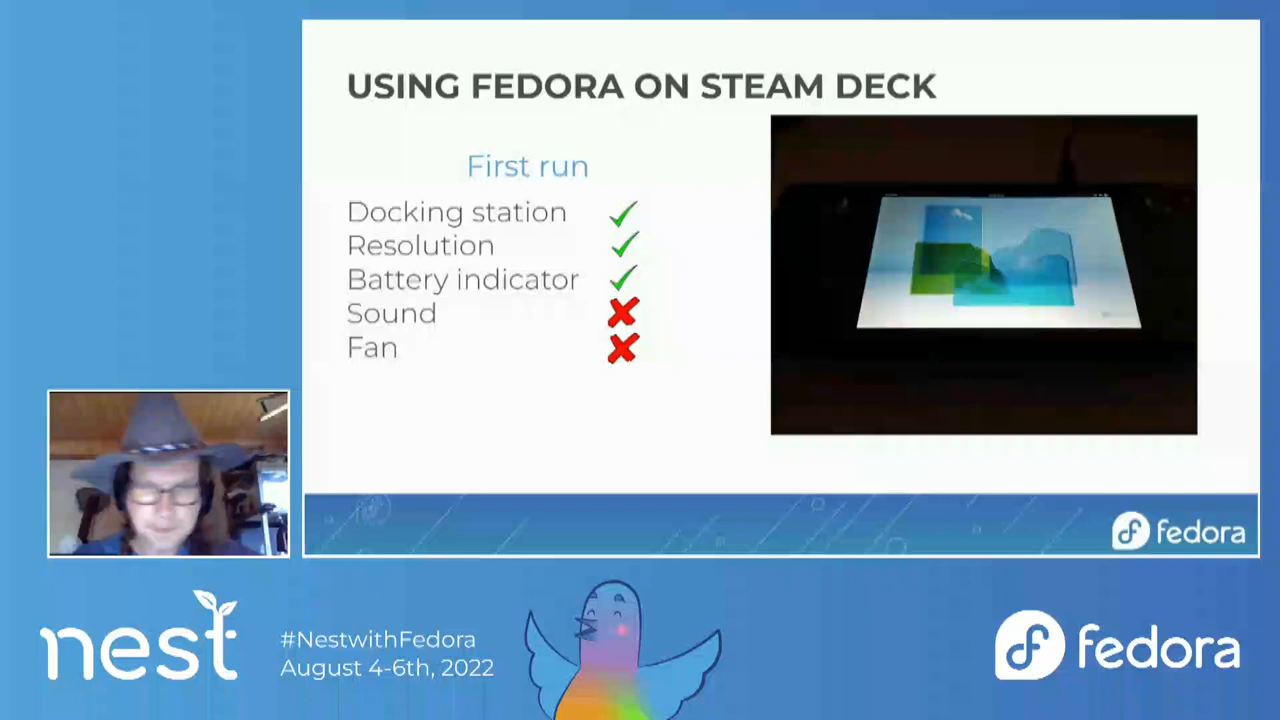 USING FEDORA ON STEAM DECK
First run
Docking station
Resolution
Battery indicator
Sound
Fan
fedora
nest
#NestwithFedora
August 4-6th, 2022
fedora